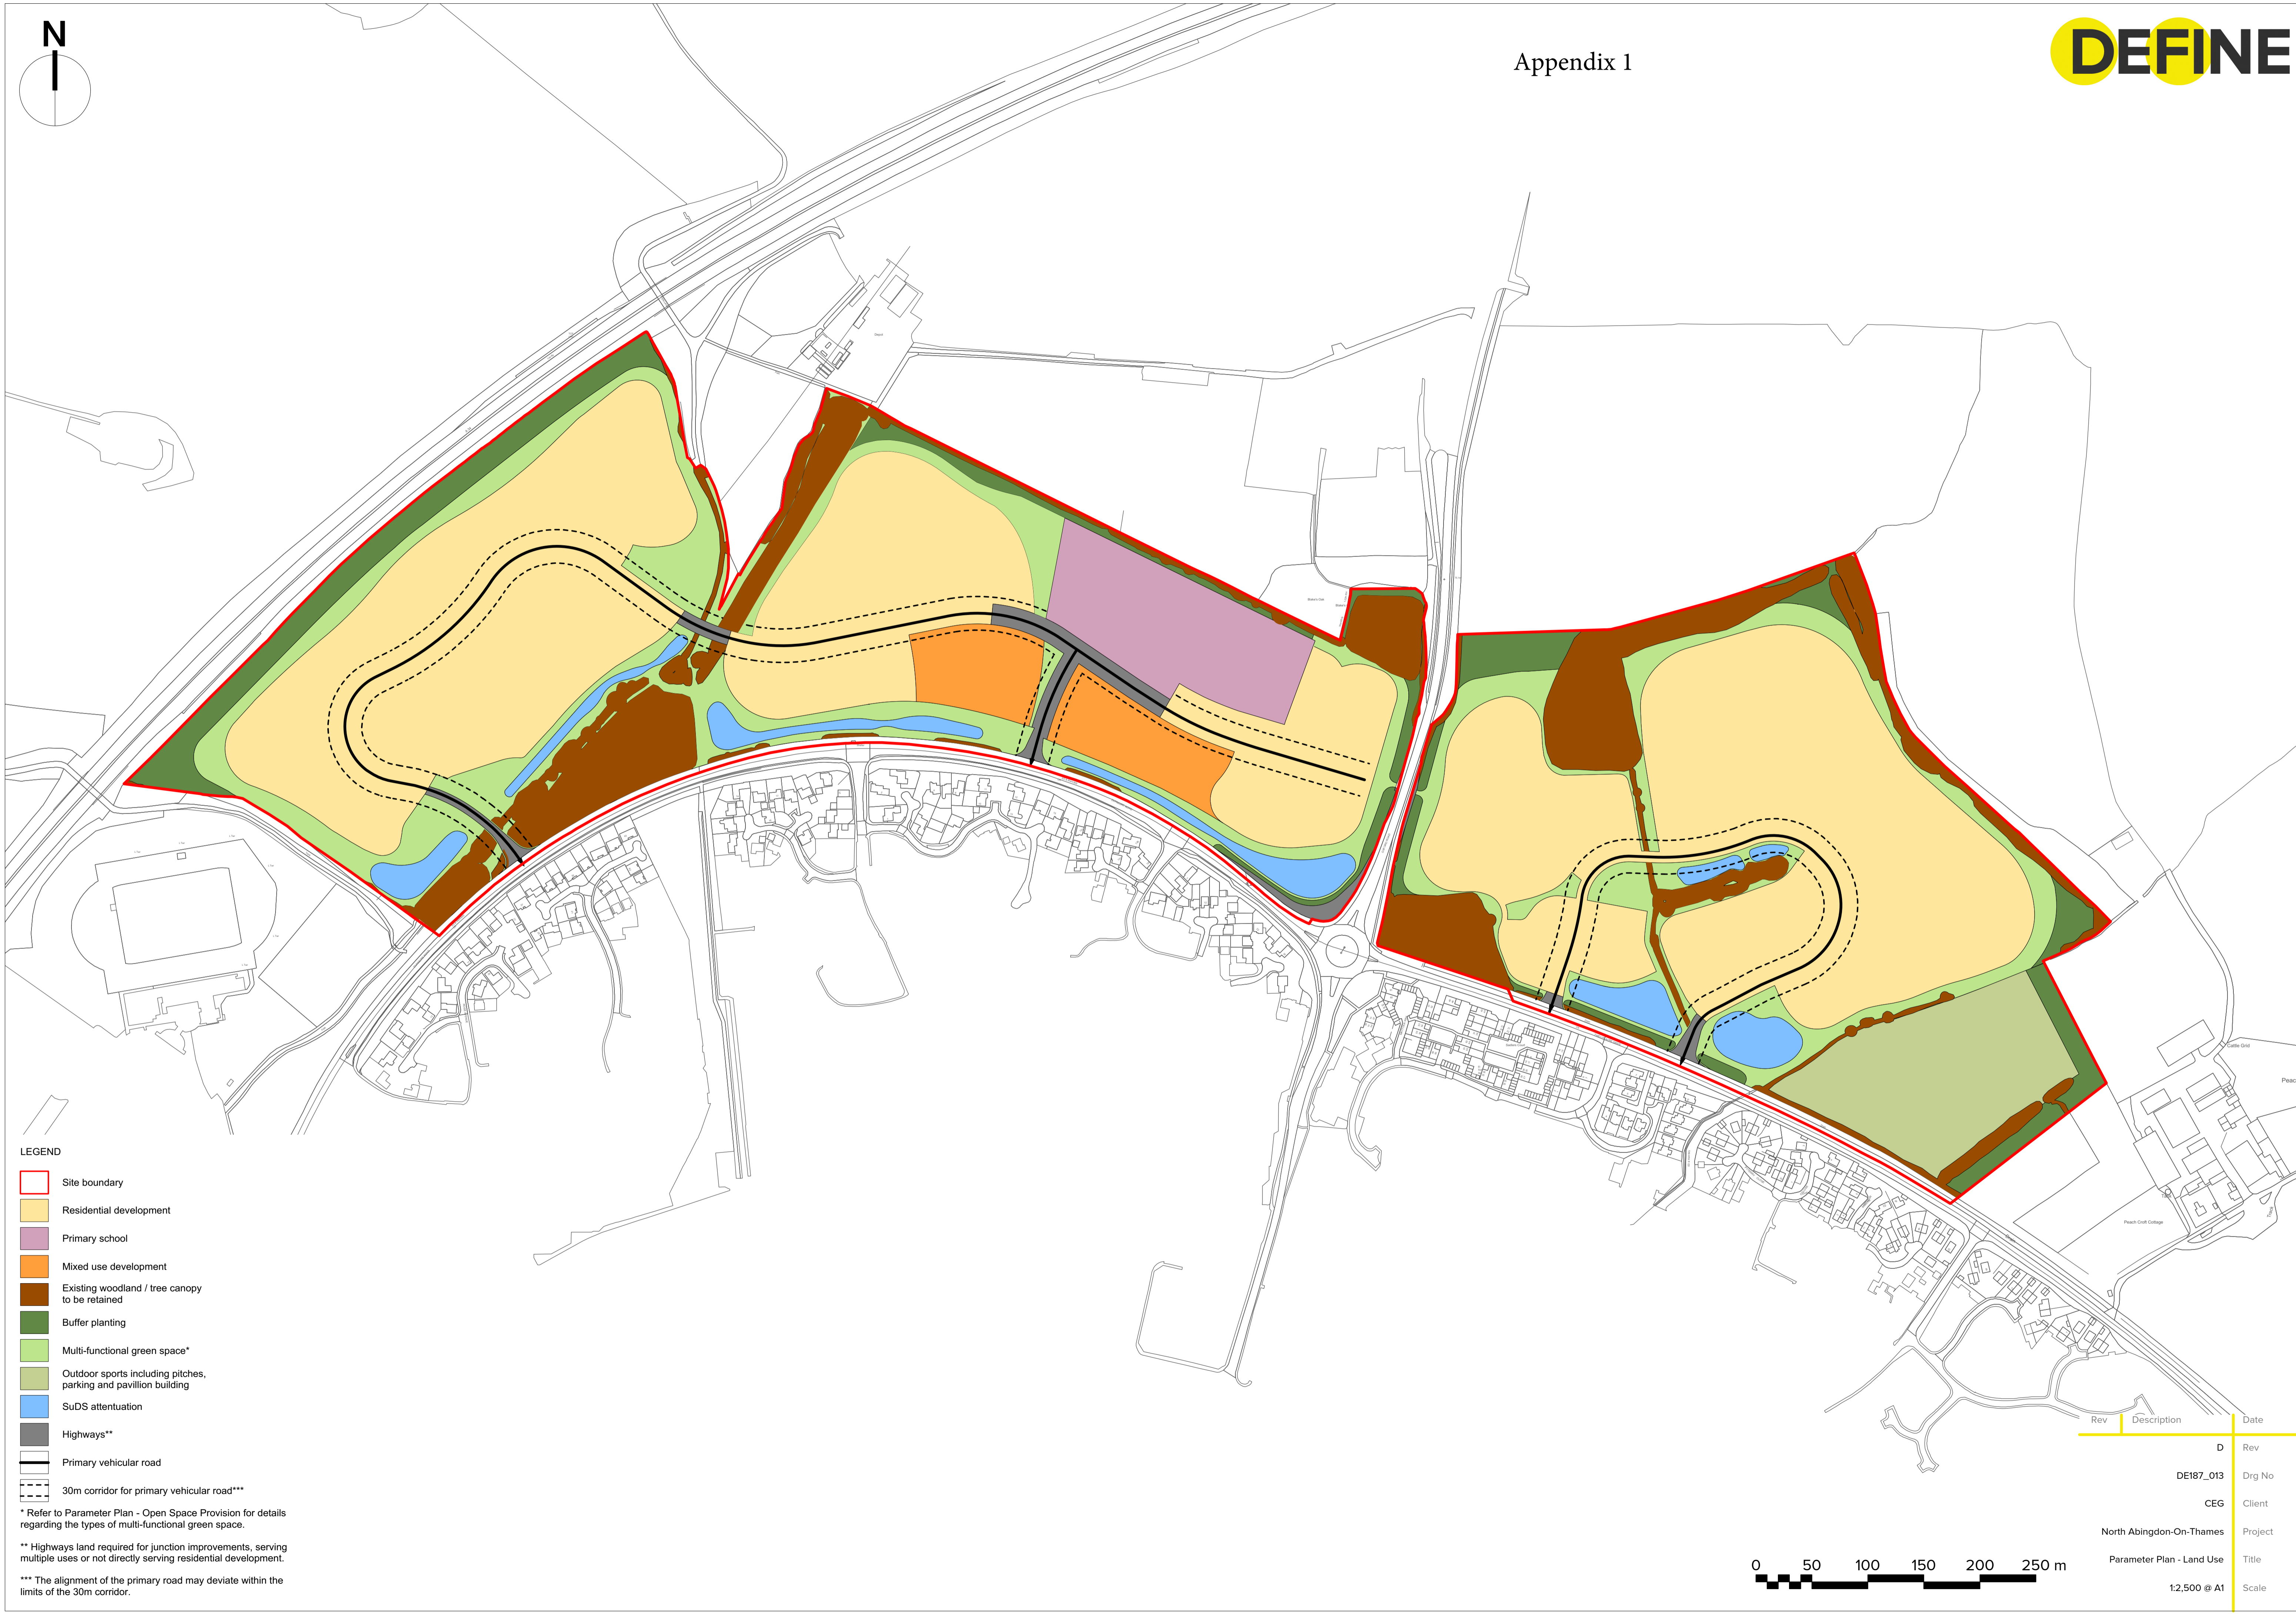 N
Appendix 1
DEFINE
Cattle Grid
Peach Croft Cottage
LEGEND
Site boundary
Residential development
Primary school
Mixed use development
Existing woodland / tree canopy
to be retained
Buffer planting
Multi-functional green space*
Outdoor sports including pitches,
parking and pavillion building
SuDS attentuation
Highways**
Primary vehicular road
30m corridor for primary vehicular road***
* Refer to Parameter Plan - Open Space Provision for details
regarding the types of multi-functional green space.
** Highways land required for junction improvements, serving
multiple uses or not directly serving residential development.
*** The alignment of the primary road may deviate within the
limits of the 30m corridor.
0 50 100 150 200 250 m
Rev Description Date
D Rev
DE187_013 Drg No
CEG Client
North Abingdon-On-Thames Project
Parameter Plan - Land Use Title
1:2,500 @ A1 Scale